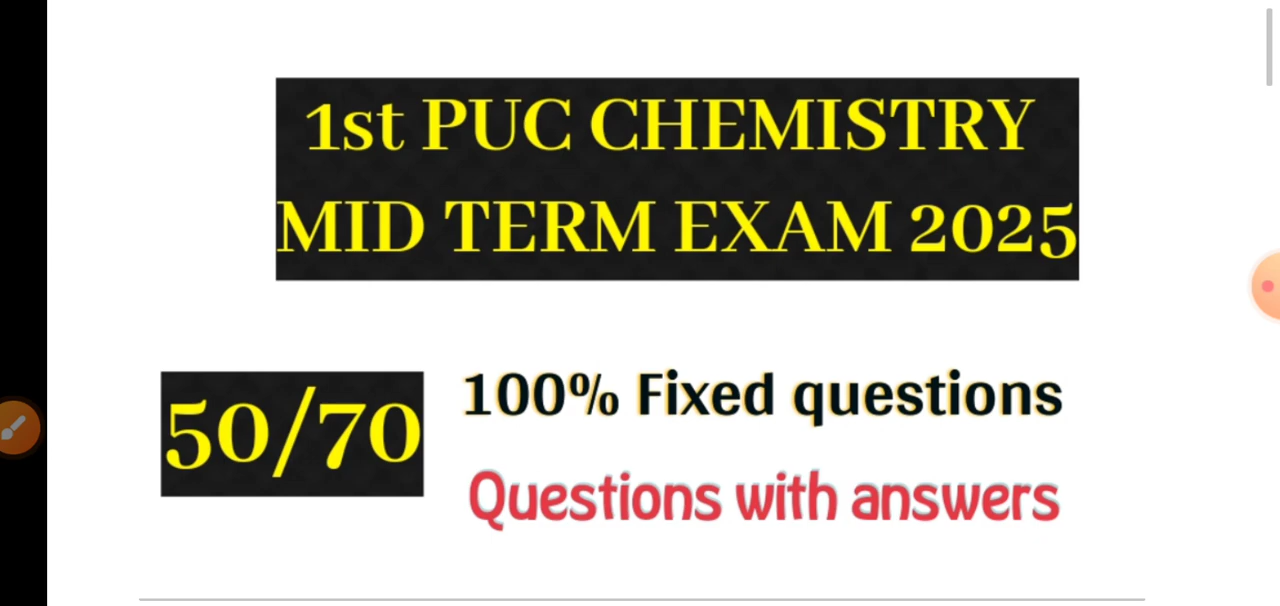 1st PUC CHEMISTRY
MID TERM EXAM 2025
50/70
100% Fixed questions
Questions with answers